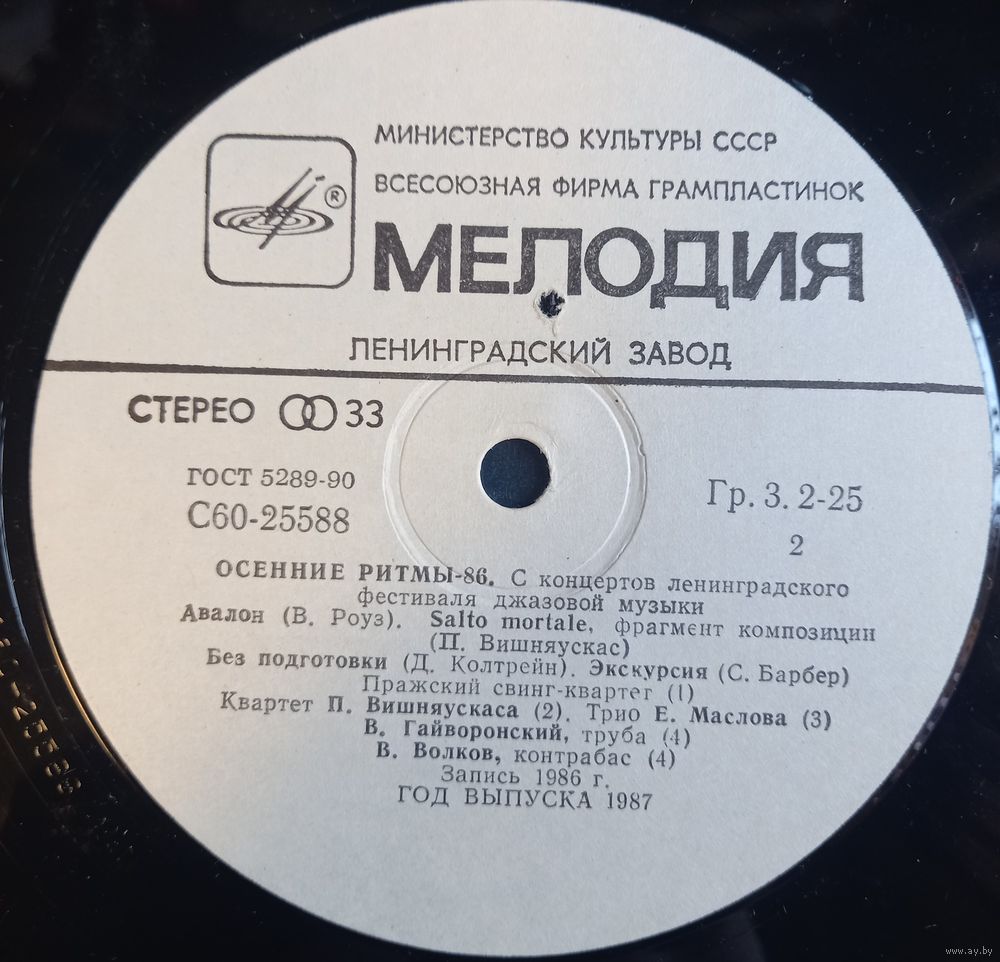 МИНИСТЕРСТВО КУЛЬТУРЫ СССР
ВСЕСОЮЗНАЯ ФИРМА ГРАМПЛАСТИНОК
®
МЕЛОДИЯ
ЛЕНИНГРАДСКИЙ ЗАВОД
СТЕРЕО 33
ГОСТ 5289-90
С60-25588
Гр. 3. 2-25
2
ОСЕННИЕ РИТМЫ-86. С концертов ленинградского
фестиваля джазовой музыки
Авалон (В. Роуз). Salto mortale, фрагмент композиции
(П. Вишняускас)
Без подготовки (Д. Колтрейн). Экскурсия (С. Барбер)
Пражский свинг-квартет (1)
Квартет П. Вишняускаса (2). Трио Е. Маслова (3)
В. Гайворонский, труба (4)
В. Волков, контрабас (4)
Запись 1986 г.
ГОД ВЫПУСКА 1987
www.ay.by